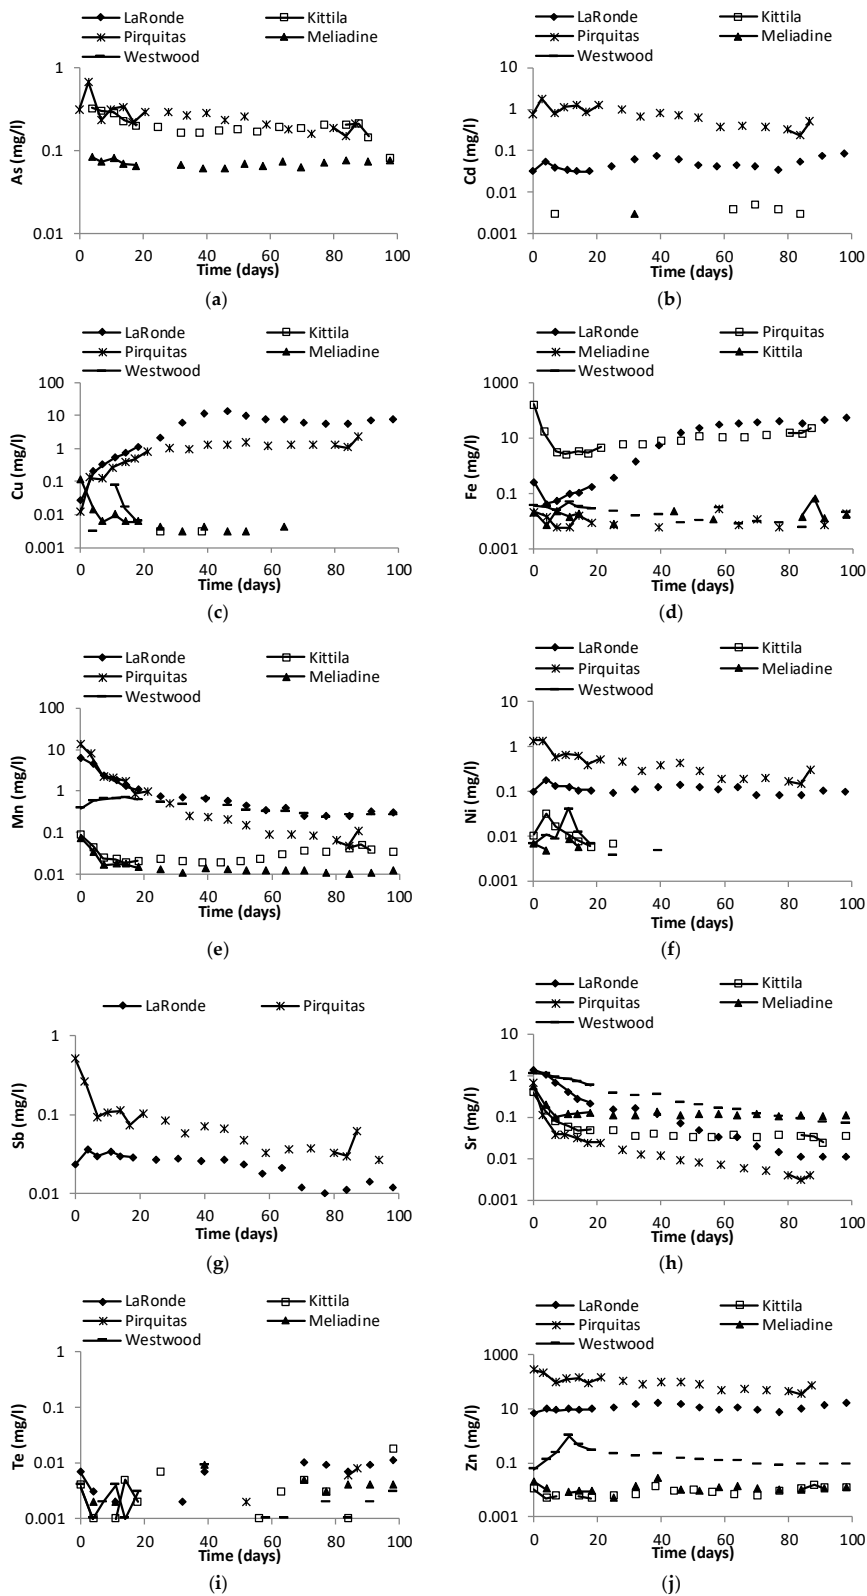 LaRonde Kittila
Pirquitas Meliadine
Westwood
As (mg/l)
1
0.1
0.01
0 20 40 60 80 100
Time (days)
(a)
LaRonde Kittila
Pirquitas Meliadine
Westwood
Cd (mg/l)
10
1
0.1
0.01
0.001
0 20 40 60 80 100
Time (days)
(b)
LaRonde Kittila
Pirquitas Meliadine
Westwood
Cu (mg/l)
100
10
1
0.1
0.01
0.001
0 20 40 60 80 100
Time (days)
(c)
LaRonde Pirquitas
Meliadine Kittila
Westwood
Fe (mg/l)
1000
10
0.1
0.001
0 20 40 60 80 100
Time (days)
(d)
LaRonde Kittila
Pirquitas Meliadine
Westwood
Mn (mg/l)
100
10
1
0.1
0.01
0 20 40 60 80 100
Time (days)
(e)
LaRonde Kittila
Pirquitas Meliadine
Westwood
Ni (mg/l)
10
1
0.1
0.01
0.001
0 20 40 60 80 100
Time (days)
(f)
LaRonde Pirquitas
Sb (mg/l)
1
0.1
0.01
0 20 40 60 80 100
Time (days)
(g)
LaRonde Kittila
Pirquitas Meliadine
Westwood
Sr (mg/l)
10
1
0.1
0.01
0.001
0 20 40 60 80 100
Time (days)
(h)
LaRonde Kittila
Pirquitas Meliadine
Westwood
Te (mg/l)
1
0.1
0.01
0.001
0 20 40 60 80 100
Time (days)
(i)
LaRonde Kittila
Pirquitas Meliadine
Westwood
Zn (mg/l)
1000
10
0.1
0.001
0 20 40 60 80 100
Time (days)
(j)